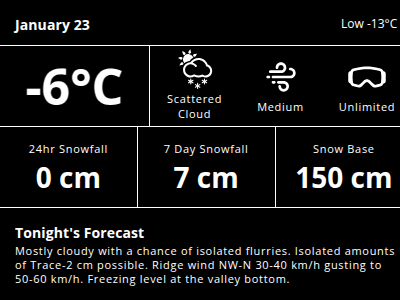 January 23
Low -13°C
-6°C
Scattered
Cloud
Medium
Unlimited
24hr Snowfall
0 cm
7 Day Snowfall
7 cm
Snow Base
150 cm
Tonight's Forecast
Mostly cloudy with a chance of isolated flurries. Isolated amounts
of Trace-2 cm possible. Ridge wind NW-N 30-40 km/h gusting to
50-60 km/h. Freezing level at the valley bottom.